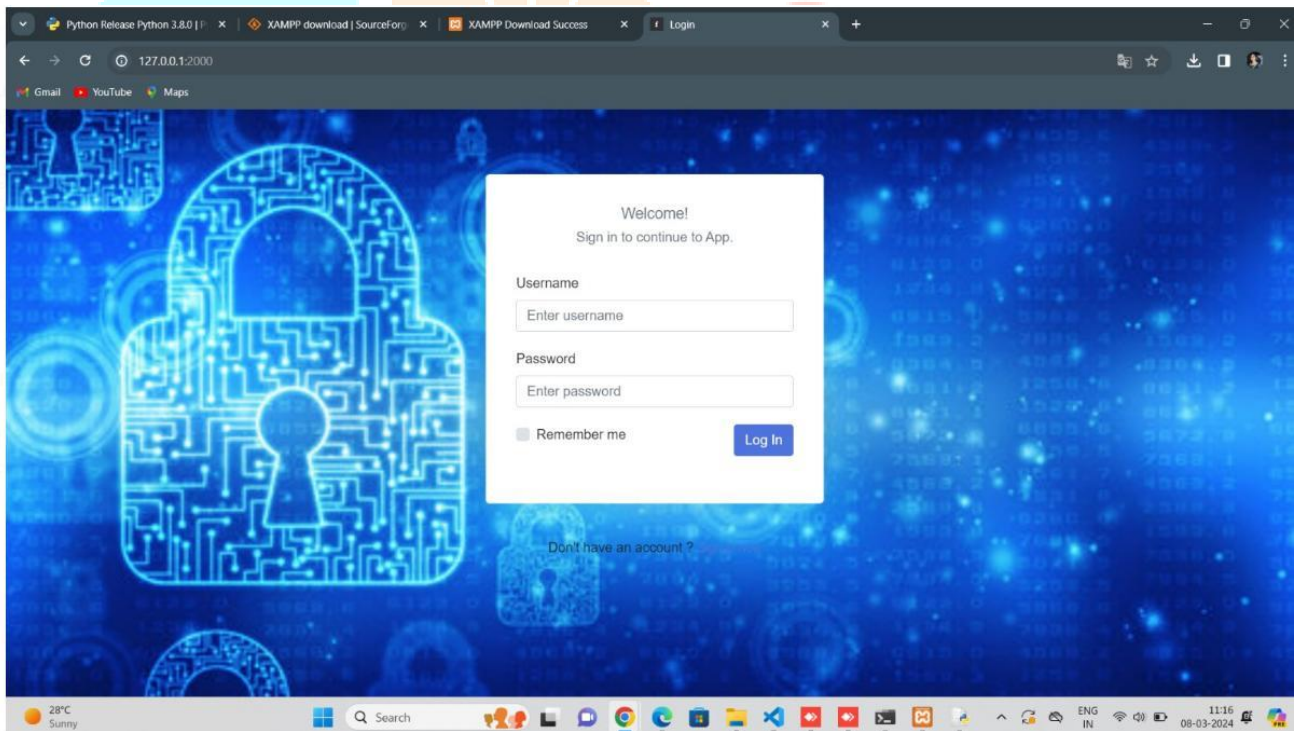 Python Release Python 3.8.0 | P
XAMPP download | SourceForg
XAMPP Download Success
Login
127.0.0.1:2000
Gmail
YouTube
Maps
Welcome!
Sign in to continue to App.
Username
Enter username
Password
Enter password
Remember me
Log In
Don't have an account ?
28°C
Sunny
Search
ENG
IN
11:16
08-03-2024